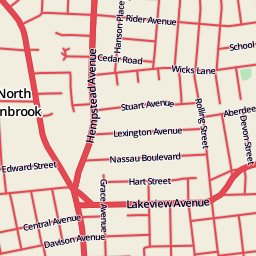 Hanson Place
Rider Avenue
Cedar Road
School
Wicks Lane
Hempstead Avenue
North
nbrook
Stuart Avenue
Rolling Street
Aberdee
Devon Street
Lexington Avenue
Nassau Boulevard
Edward Street
Hart Street
Grace Avenue
Lakeview Avenue
Central Avenue
Davison Avenue